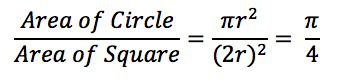 Area of Circle / Area of Square = πr² / (2r)² = π / 4